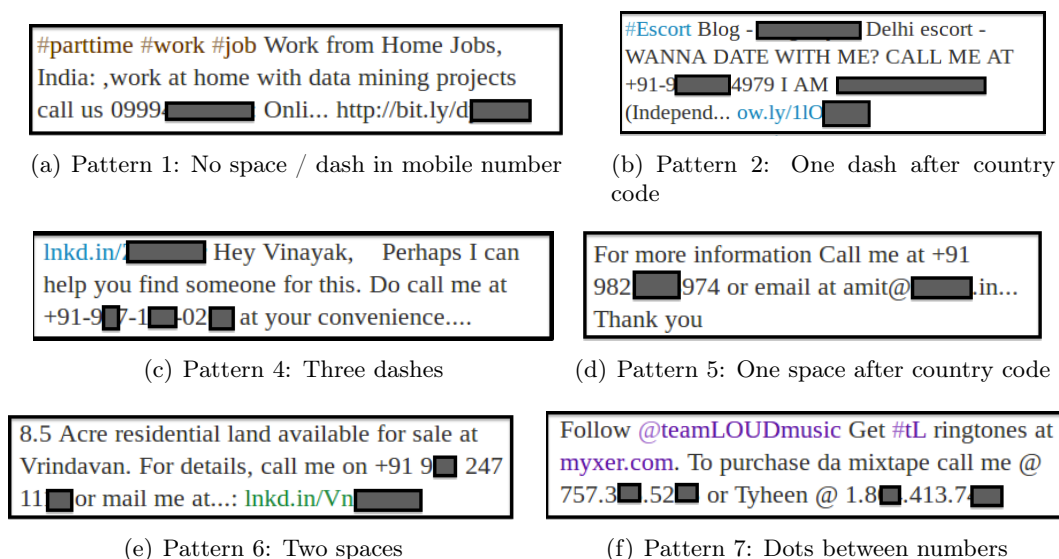 #parttime #work #job Work from Home Jobs,
India: ,work at home with data mining projects
call us 0999 Onli... http://bit.ly/d
(a) Pattern 1: No space / dash in mobile number
#Escort Blog - Delhi escort -
WANNA DATE WITH ME? CALL ME AT
+91-9 4979 I AM
(Independ... ow.ly/1lO
(b) Pattern 2: One dash after country
code
lnkd.in/ Hey Vinayak, Perhaps I can
help you find someone for this. Do call me at
+91-9 7-1 -02 at your convenience....
(c) Pattern 4: Three dashes
For more information Call me at +91
982 974 or email at amit@ .in...
Thank you
(d) Pattern 5: One space after country code
8.5 Acre residential land available for sale at
Vrindavan. For details, call me on +91 9 247
11 or mail me at...: lnkd.in/Vn
(e) Pattern 6: Two spaces
Follow @teamLOUDmusic Get #tL ringtones at
myxer.com. To purchase da mixtape call me @
757.3 .52 or Tyheen @ 1.8 .413.7
(f) Pattern 7: Dots between numbers